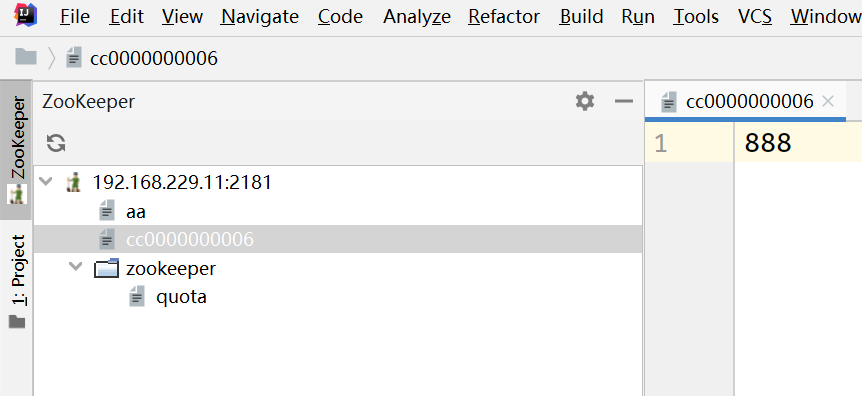 File Edit View Navigate Code Analyze Refactor Build Run Tools VCS Window
cc0000000006
ZooKeeper
ZooKeeper
1: Project
192.168.229.11:2181
aa
cc0000000006
zookeeper
quota
cc0000000006
1 888